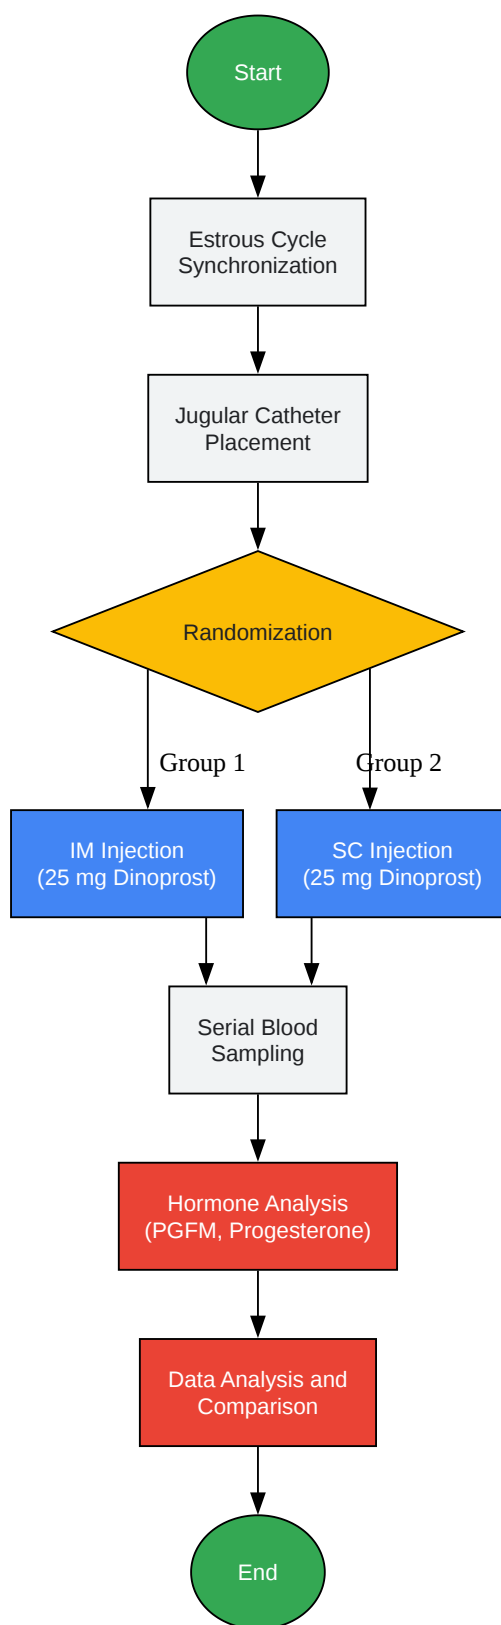 Start
Estrous Cycle
Synchronization
Jugular Catheter
Placement
Randomization
Group 1
Group 2
IM Injection
(25 mg Dinoprost)
SC Injection
(25 mg Dinoprost)
Serial Blood
Sampling
Hormone Analysis
(PGFM, Progesterone)
Data Analysis and
Comparison
End